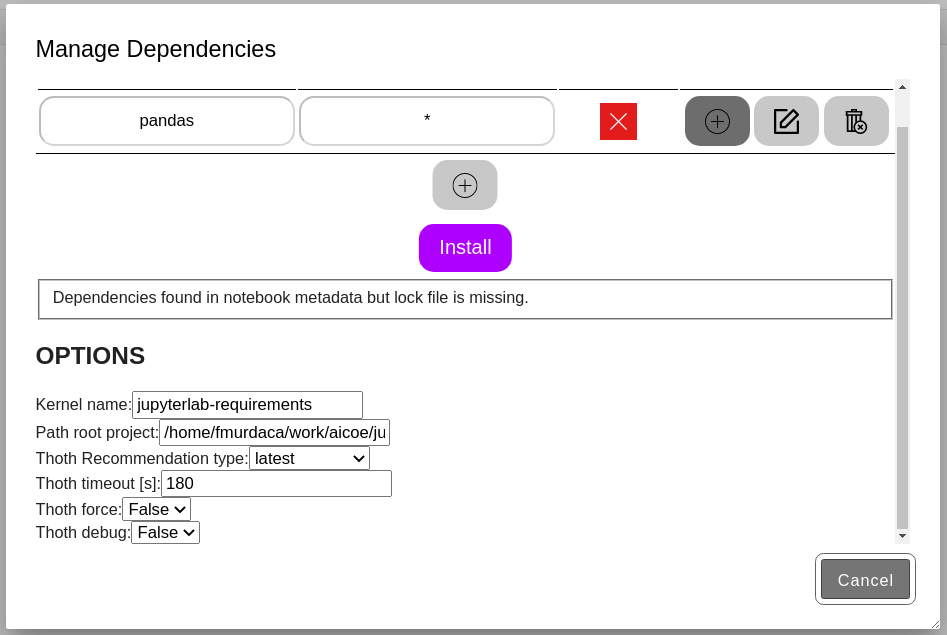 Manage Dependencies
pandas *
Install
Dependencies found in notebook metadata but lock file is missing.
OPTIONS
Kernel name: jupyterlab-requirements
Path root project: /home/fmurdaca/work/aicoe/ju
Thoth Recommendation type: latest
Thoth timeout [s]: 180
Thoth force: False
Thoth debug: False
Cancel